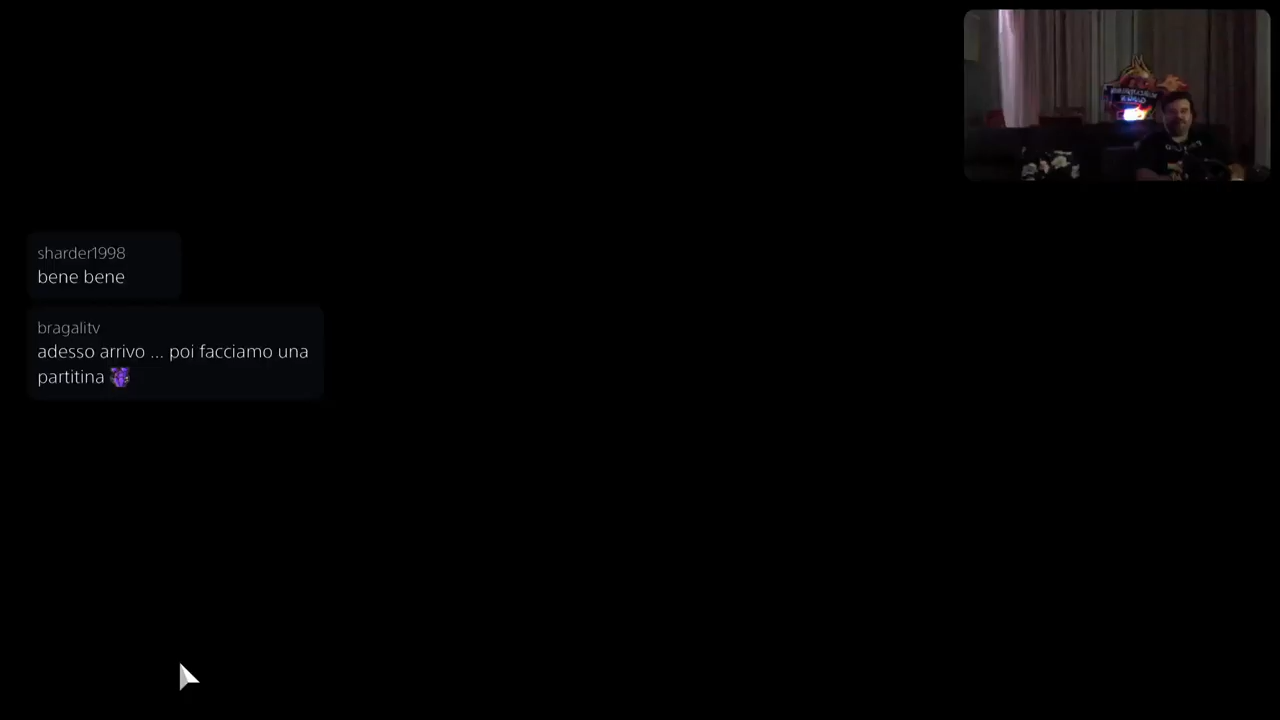 sharder1998
bene bene
bragalitv
adesso arrivo ... poi facciamo una
partitina